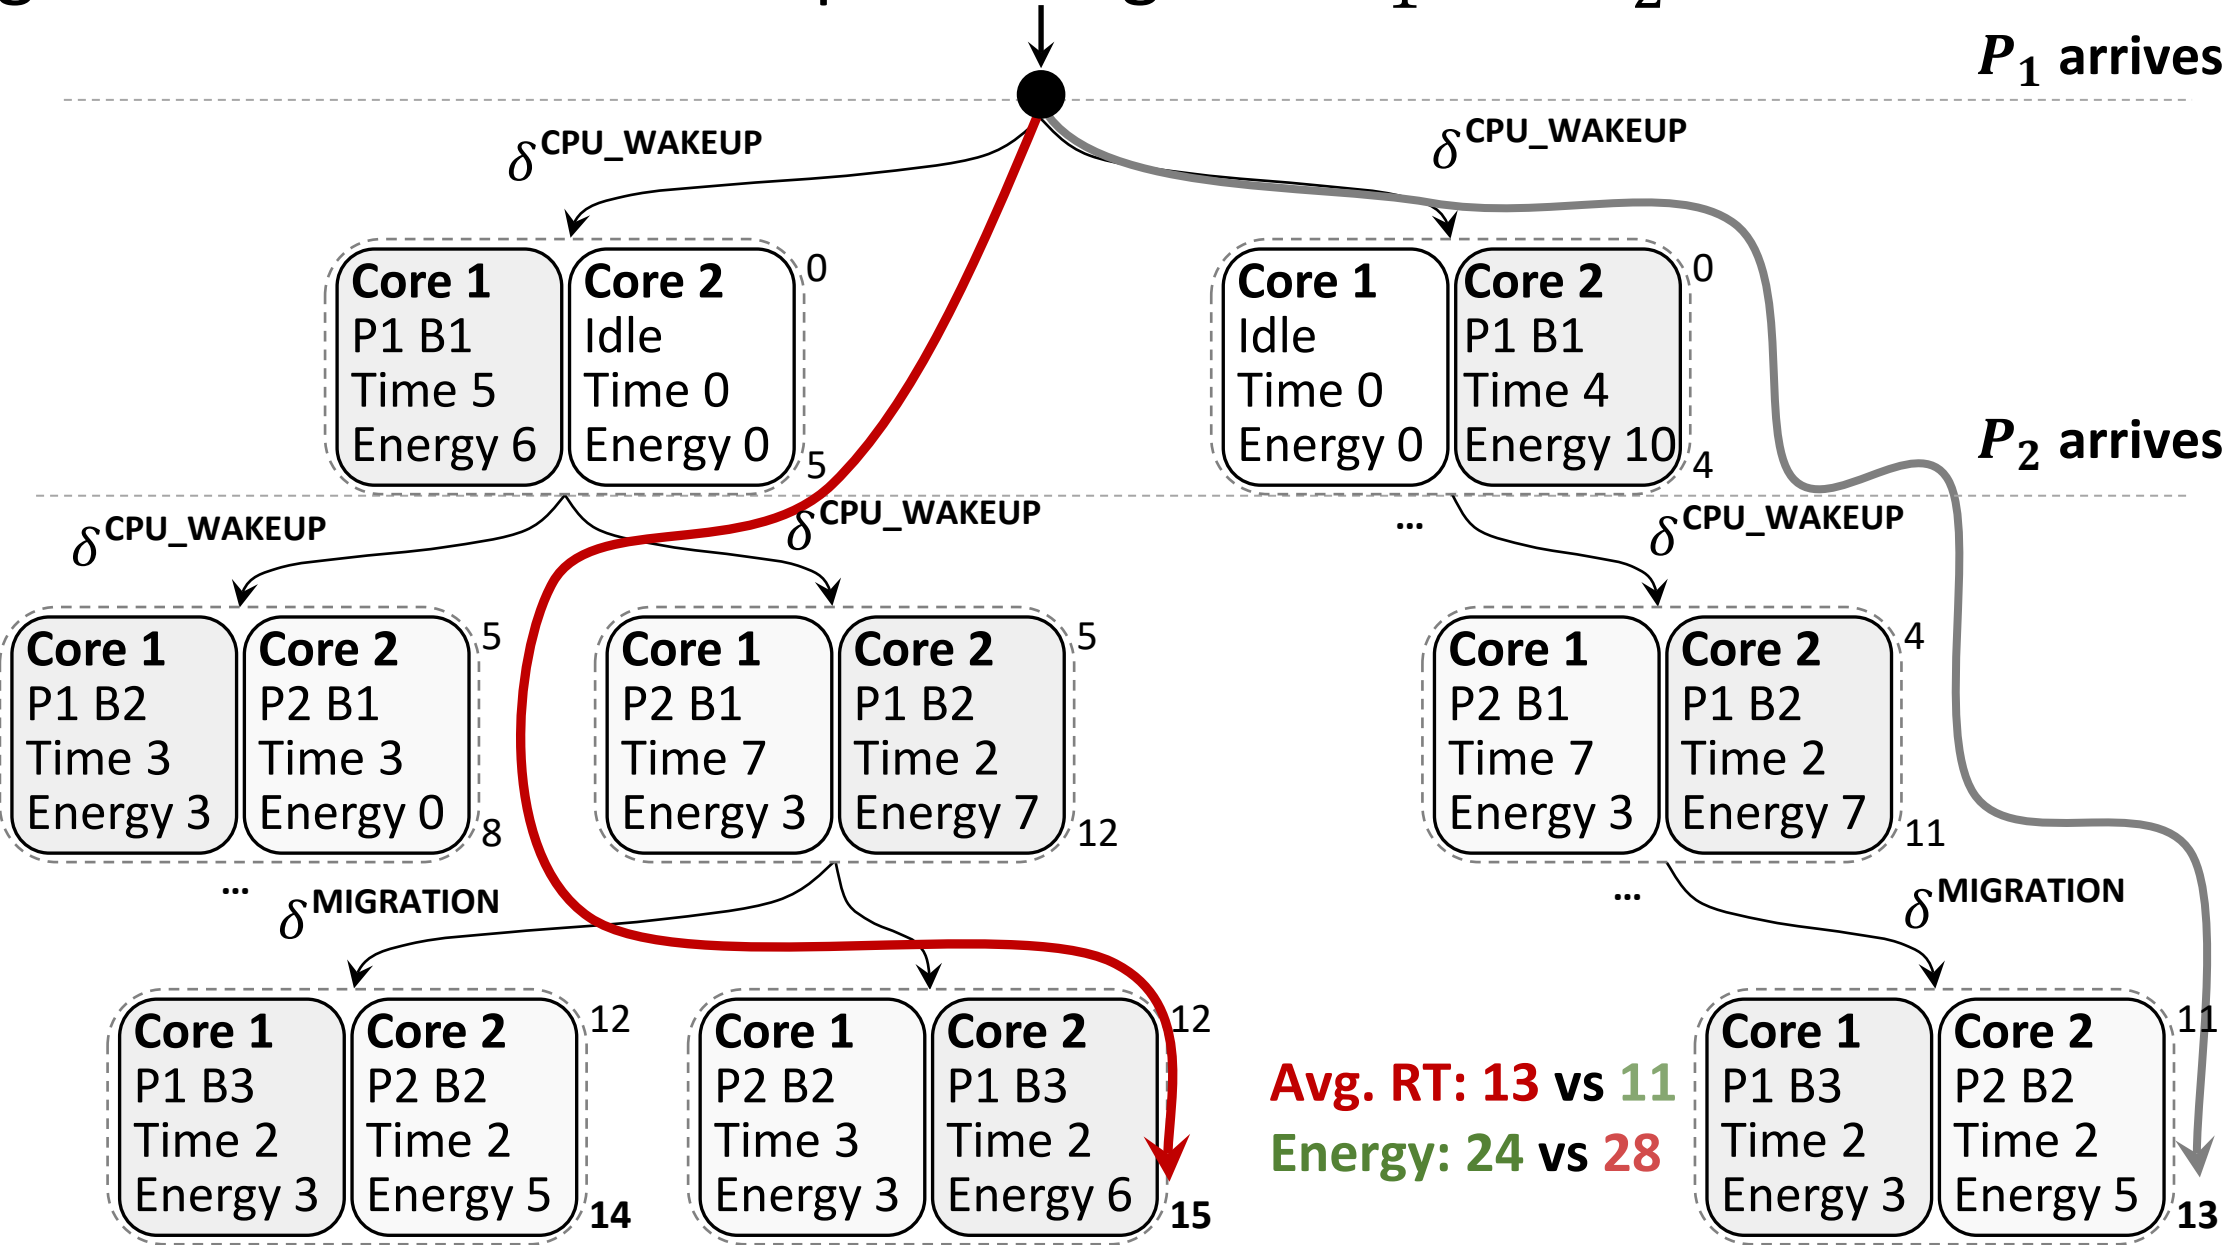 P₁ arrives
δ^CPU_WAKEUP
δ^CPU_WAKEUP
Core 1
P1 B1
Time 5
Energy 6
Core 2
Idle
Time 0
Energy 0
0
5
Core 1
Idle
Time 0
Energy 0
Core 2
P1 B1
Time 4
Energy 10
0
4
P₂ arrives
δ^CPU_WAKEUP
δ^CPU_WAKEUP
...
δ^CPU_WAKEUP
Core 1
P1 B2
Time 3
Energy 3
Core 2
P2 B1
Time 3
Energy 0
5
8
Core 1
P2 B1
Time 7
Energy 3
Core 2
P1 B2
Time 2
Energy 7
5
12
Core 1
P2 B1
Time 7
Energy 3
Core 2
P1 B2
Time 2
Energy 7
4
11
...
δ^MIGRATION
...
δ^MIGRATION
Core 1
P1 B3
Time 2
Energy 3
Core 2
P2 B2
Time 2
Energy 5
12
14
Core 1
P2 B2
Time 3
Energy 3
Core 2
P1 B3
Time 2
Energy 6
12
15
Avg. RT: 13 vs 11
Energy: 24 vs 28
Core 1
P1 B3
Time 2
Energy 3
Core 2
P2 B2
Time 2
Energy 5
11
13